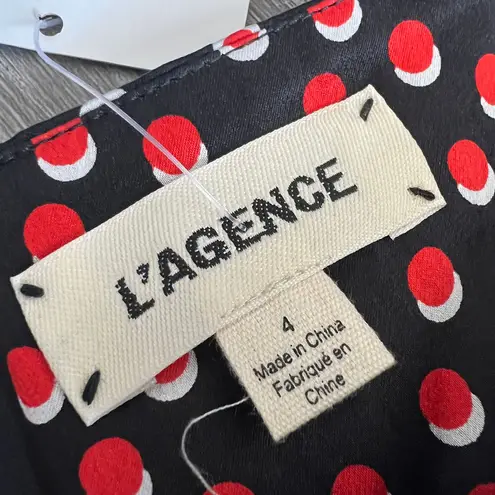 L'AGENCE
4
Made in China
Fabriqué en
Chine